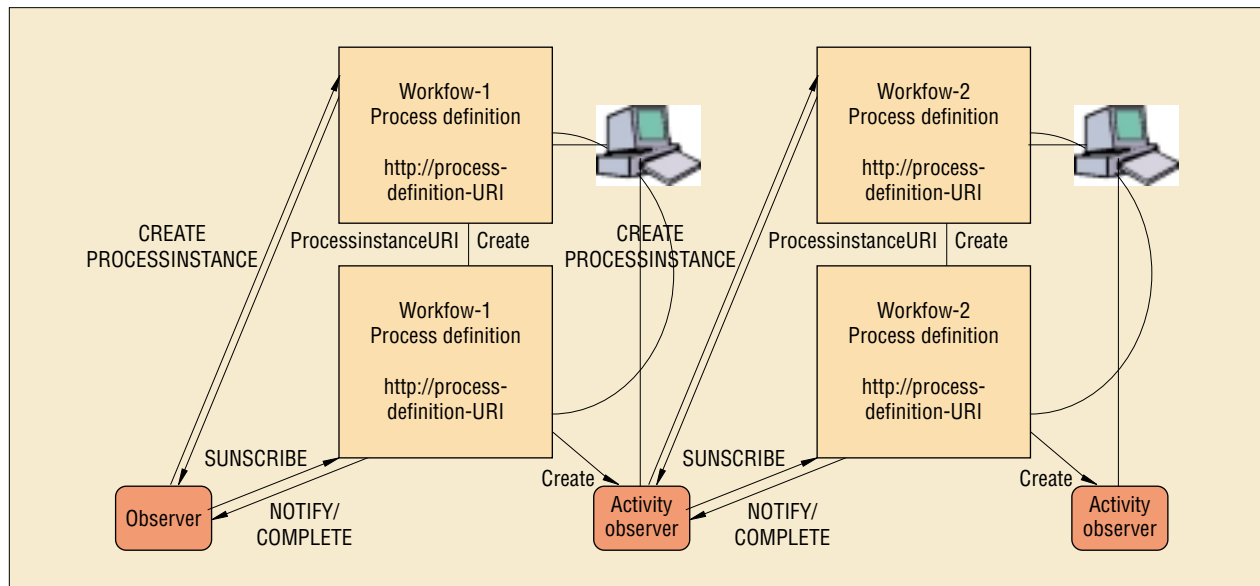 Workfow-1
Process definition
http://process-
definition-URI
Workfow-2
Process definition
http://process-
definition-URI
CREATE
PROCESSINSTANCE
ProcessinstanceURI
Create
CREATE
PROCESSINSTANCE
ProcessinstanceURI
Create
Workfow-1
Process definition
http://process-
definition-URI
Workfow-2
Process definition
http://process-
definition-URI
SUNSCRIBE
Create
SUNSCRIBE
Create
Observer
NOTIFY/
COMPLETE
Activity
observer
NOTIFY/
COMPLETE
Activity
observer